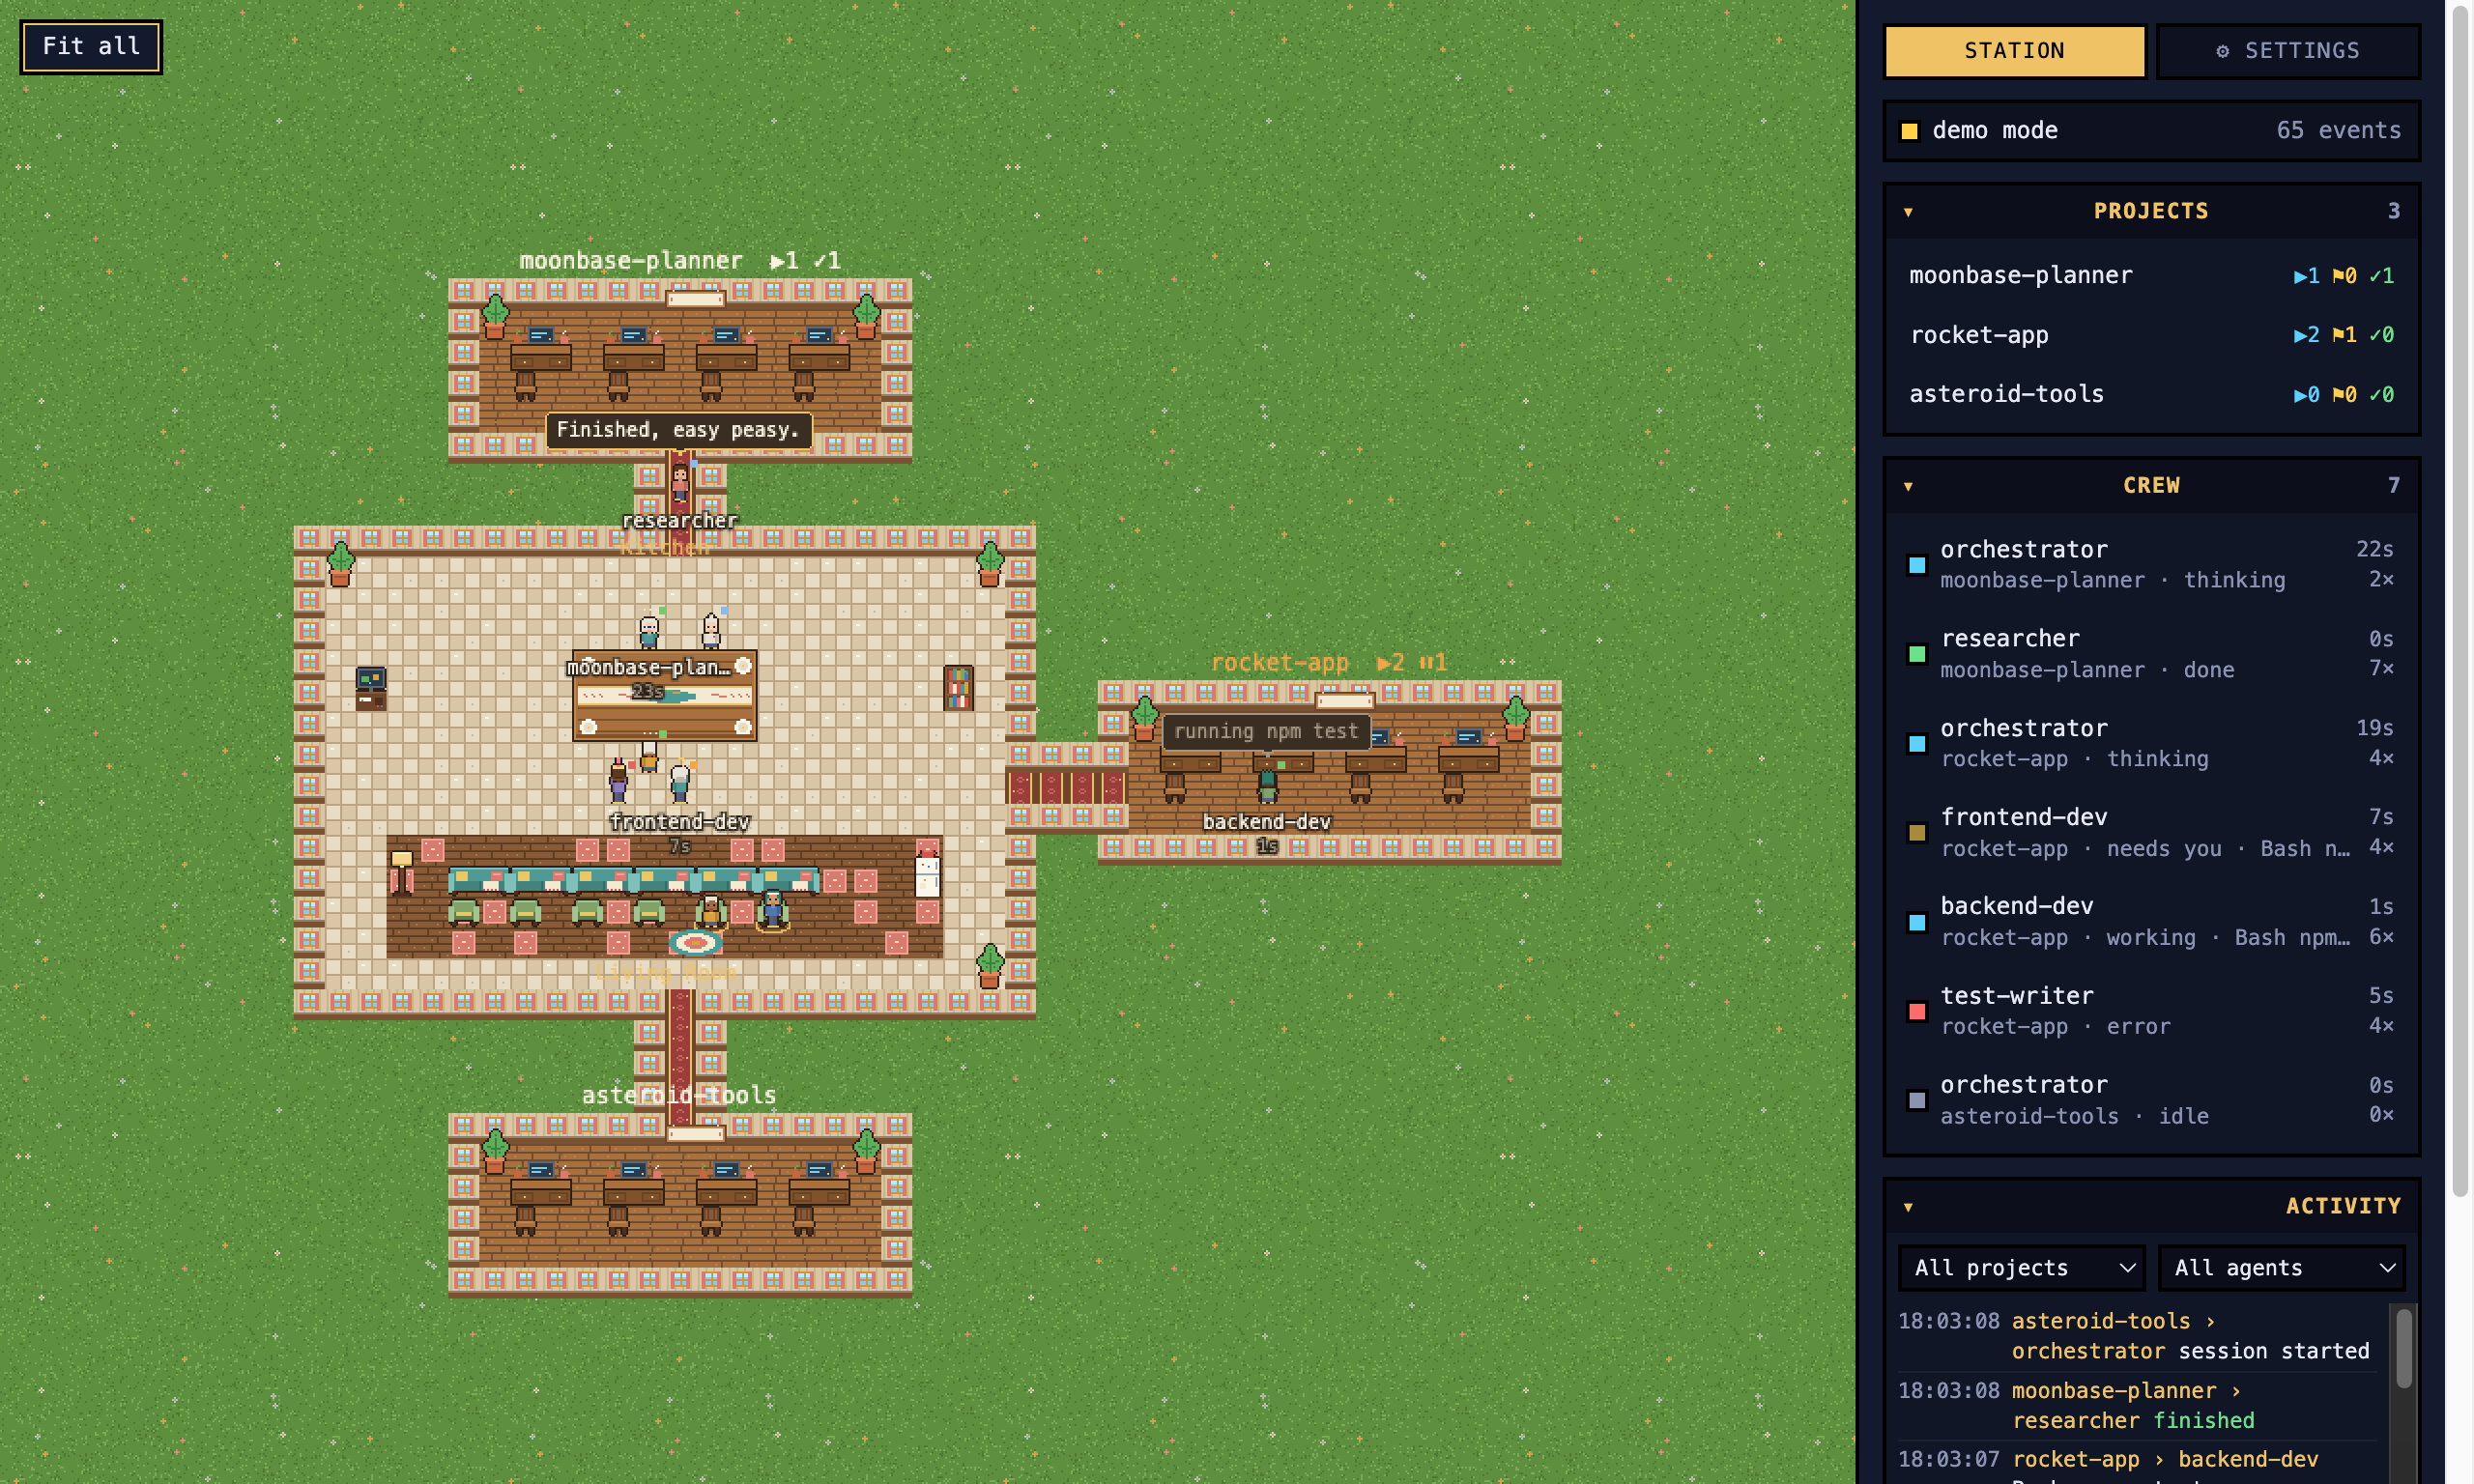 Fit all
moonbase-planner ▶1 ✓1
Finished, easy peasy.
researcher
Kitchen
moonbase-plan…
23s
frontend-dev
7s
Living Room
rocket-app ▶2 ⏸1
running npm test
backend-dev
1s
asteroid-tools
STATION
⚙ SETTINGS
demo mode 65 events
▼ PROJECTS 3
moonbase-planner ▶1 ⚑0 ✓1
rocket-app ▶2 ⚑1 ✓0
asteroid-tools ▶0 ⚑0 ✓0
▼ CREW 7
orchestrator 22s
moonbase-planner · thinking 2×
researcher 0s
moonbase-planner · done 7×
orchestrator 19s
rocket-app · thinking 4×
frontend-dev 7s
rocket-app · needs you · Bash n… 4×
backend-dev 1s
rocket-app · working · Bash npm… 6×
test-writer 5s
rocket-app · error 4×
orchestrator 0s
asteroid-tools · idle 0×
▼ ACTIVITY
All projects
All agents
18:03:08 asteroid-tools ›
orchestrator session started
18:03:08 moonbase-planner ›
researcher finished
18:03:07 rocket-app › backend-dev